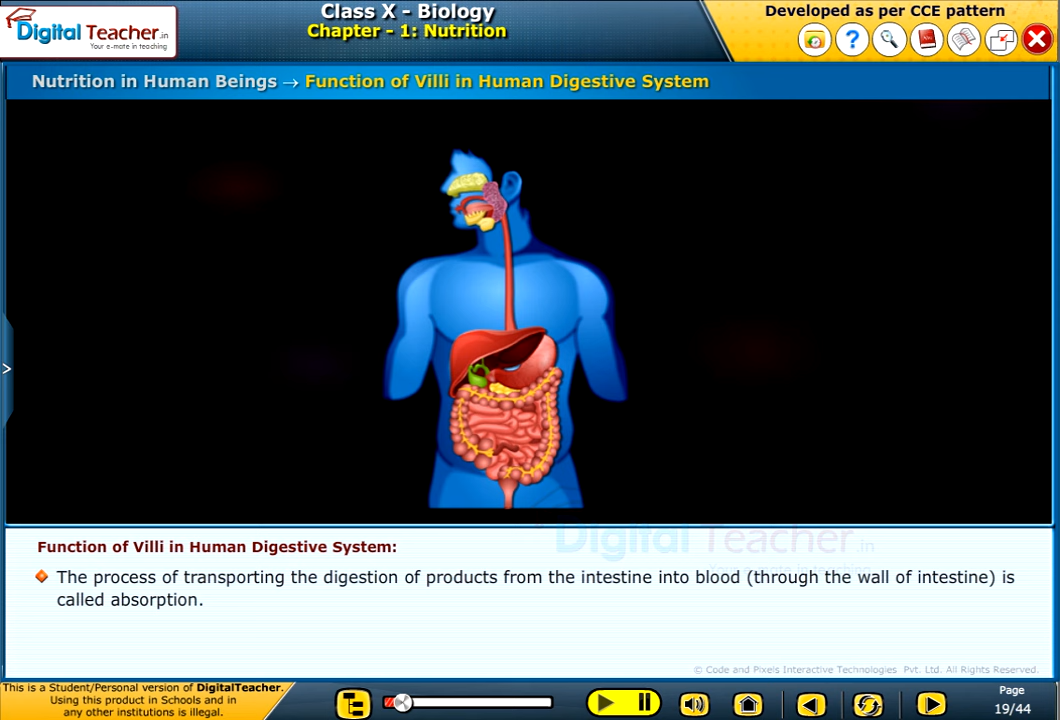 Digital Teacher.in
Your e-mate in teaching
Class X - Biology
Chapter - 1: Nutrition
Developed as per CCE pattern
?
Nutrition in Human Beings → Function of Villi in Human Digestive System
>
Function of Villi in Human Digestive System:
Digital Teacher.in
Your e-mate in teaching
The process of transporting the digestion of products from the intestine into blood (through the wall of intestine) is
called absorption.
© Code and Pixels Interactive Technologies Pvt. Ltd. All Rights Reserved.
This is a Student/Personal version of DigitalTeacher.
Using this product in Schools and in
any other institutions is illegal.
Page
19/44